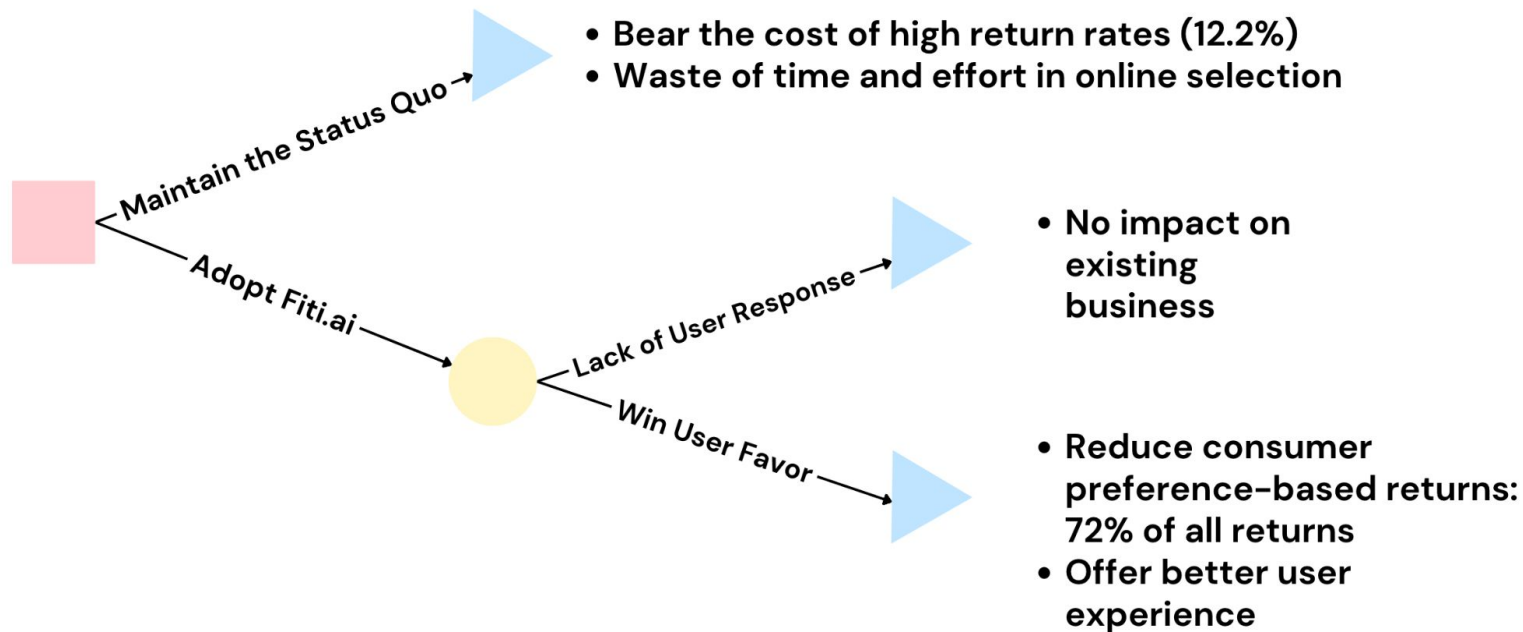 • Bear the cost of high return rates (12.2%)
• Waste of time and effort in online selection
Maintain the Status Quo
Adopt Fiti.ai
Lack of User Response
• No impact on
existing
business
Win User Favor
• Reduce consumer
preference-based returns:
72% of all returns
• Offer better user
experience